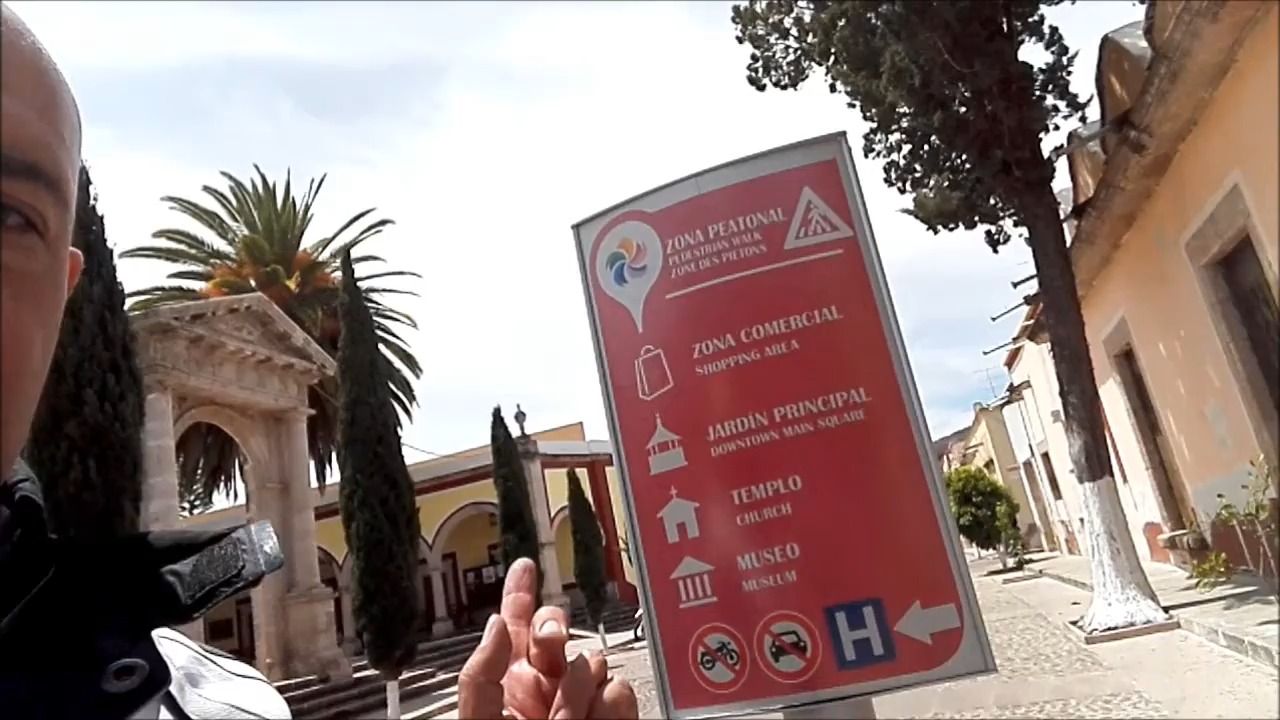 ZONA PEATONAL
PEDESTRIAN WALK
ZONE DES PIETONS
ZONA COMERCIAL
SHOPPING AREA
JARDÍN PRINCIPAL
DOWNTOWN MAIN SQUARE
TEMPLO
CHURCH
MUSEO
MUSEUM
H